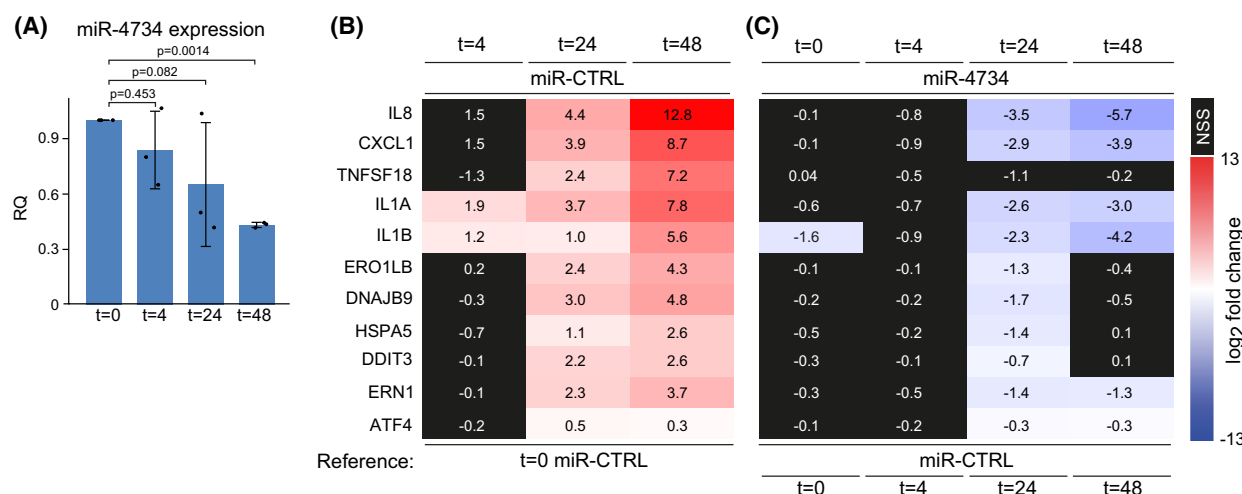 (A)
miR-4734 expression
p=0.0014
p=0.082
p=0.453
RQ
0.9
0.6
0.3
0
t=0 t=4 t=24 t=48
(B)
t=4 t=24 t=48
miR-CTRL
IL8 1.5 4.4 12.8
CXCL1 1.5 3.9 8.7
TNFSF18 -1.3 2.4 7.2
IL1A 1.9 3.7 7.8
IL1B 1.2 1.0 5.6
ERO1LB 0.2 2.4 4.3
DNAJB9 -0.3 3.0 4.8
HSPA5 -0.7 1.1 2.6
DDIT3 -0.1 2.2 2.6
ERN1 -0.1 2.3 3.7
ATF4 -0.2 0.5 0.3
Reference: t=0 miR-CTRL
(C)
t=0 t=4 t=24 t=48
miR-4734
-0.1 -0.8 -3.5 -5.7
-0.1 -0.9 -2.9 -3.9
0.04 -0.5 -1.1 -0.2
-0.6 -0.7 -2.6 -3.0
-1.6 -0.9 -2.3 -4.2
-0.1 -0.1 -1.3 -0.4
-0.2 -0.2 -1.7 -0.5
-0.5 -0.2 -1.4 0.1
-0.3 -0.1 -0.7 0.1
-0.3 -0.5 -1.4 -1.3
-0.1 -0.2 -0.3 -0.3
miR-CTRL
t=0 t=4 t=24 t=48
NSS
13
log2 fold change
-13